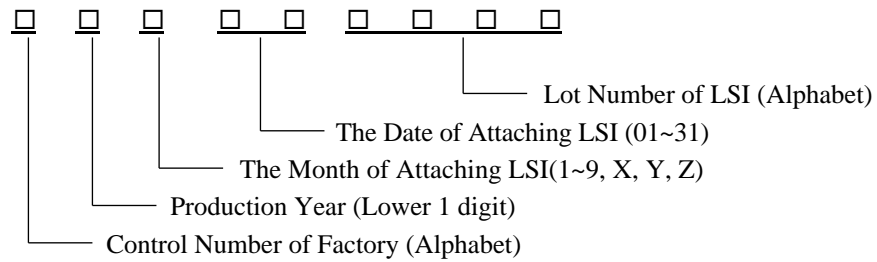 □ □ □ □ □ □ □ □ □
Lot Number of LSI (Alphabet)
The Date of Attaching LSI (01~31)
The Month of Attaching LSI(1~9, X, Y, Z)
Production Year (Lower 1 digit)
Control Number of Factory (Alphabet)